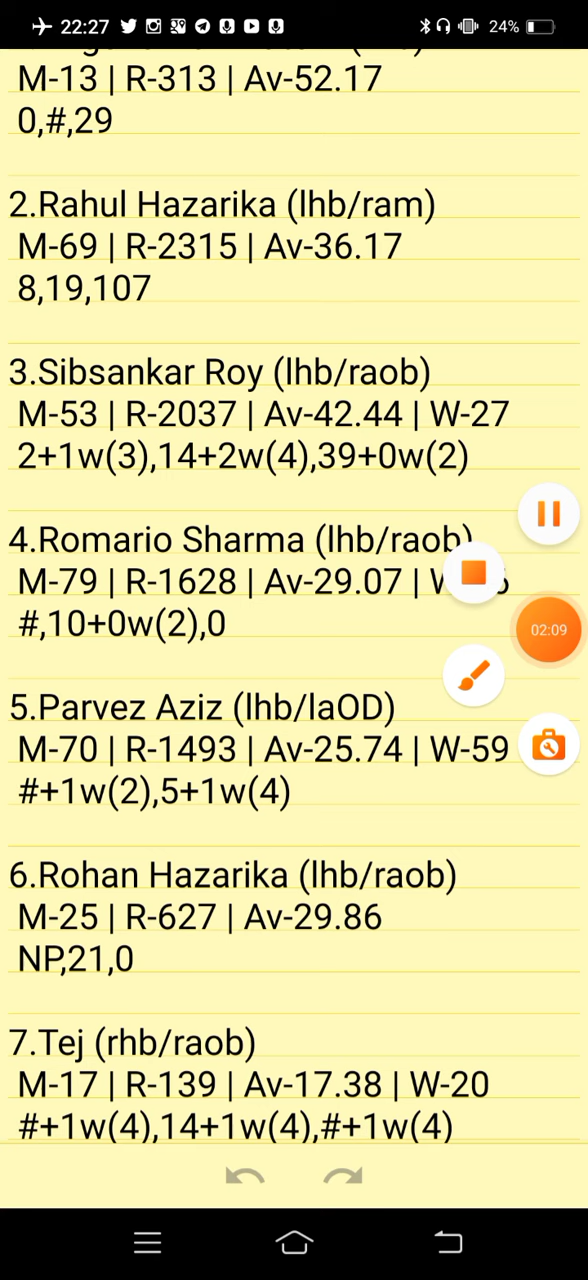 22:27
24%
M-13 | R-313 | Av-52.17
0,#,29
2.Rahul Hazarika (lhb/ram)
M-69 | R-2315 | Av-36.17
8,19,107
3.Sibsankar Roy (lhb/raob)
M-53 | R-2037 | Av-42.44 | W-27
2+1w(3),14+2w(4),39+0w(2)
4.Romario Sharma (lhb/raob)
M-79 | R-1628 | Av-29.07 |
#,10+0w(2),0
02:09
5.Parvez Aziz (lhb/laOD)
M-70 | R-1493 | Av-25.74 | W-59
#+1w(2),5+1w(4)
6.Rohan Hazarika (lhb/raob)
M-25 | R-627 | Av-29.86
NP,21,0
7.Tej (rhb/raob)
M-17 | R-139 | Av-17.38 | W-20
#+1w(4),14+1w(4),#+1w(4)